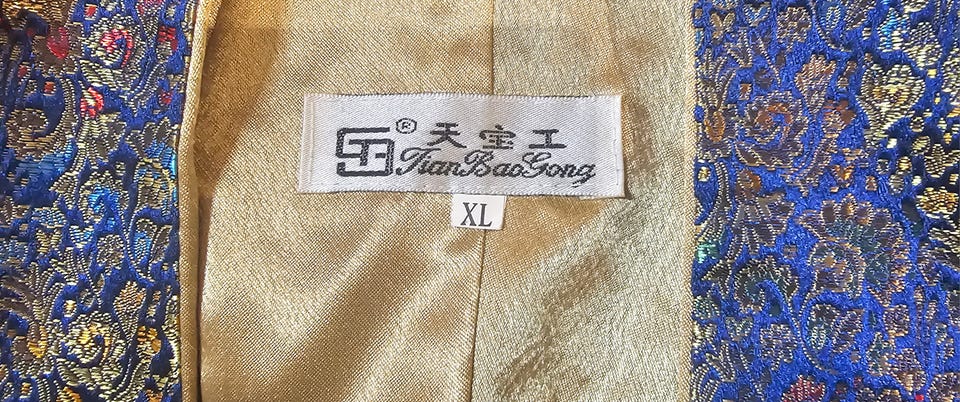 ® 天宝工
TianBaoGong
XL